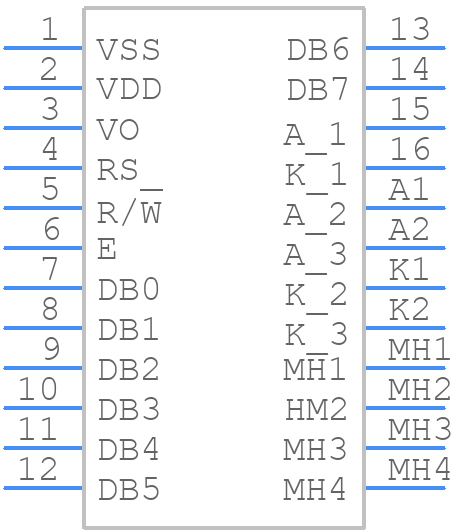 1 VSS DB6 13
2 VDD DB7 14
3 VO A_1 15
4 RS_ K_1 16
5 R/W̅ A_2 A1
6 E A_3 A2
7 DB0 K_2 K1
8 DB1 K_3 K2
9 DB2 MH1 MH1
10 DB3 HM2 MH2
11 DB4 MH3 MH3
12 DB5 MH4 MH4